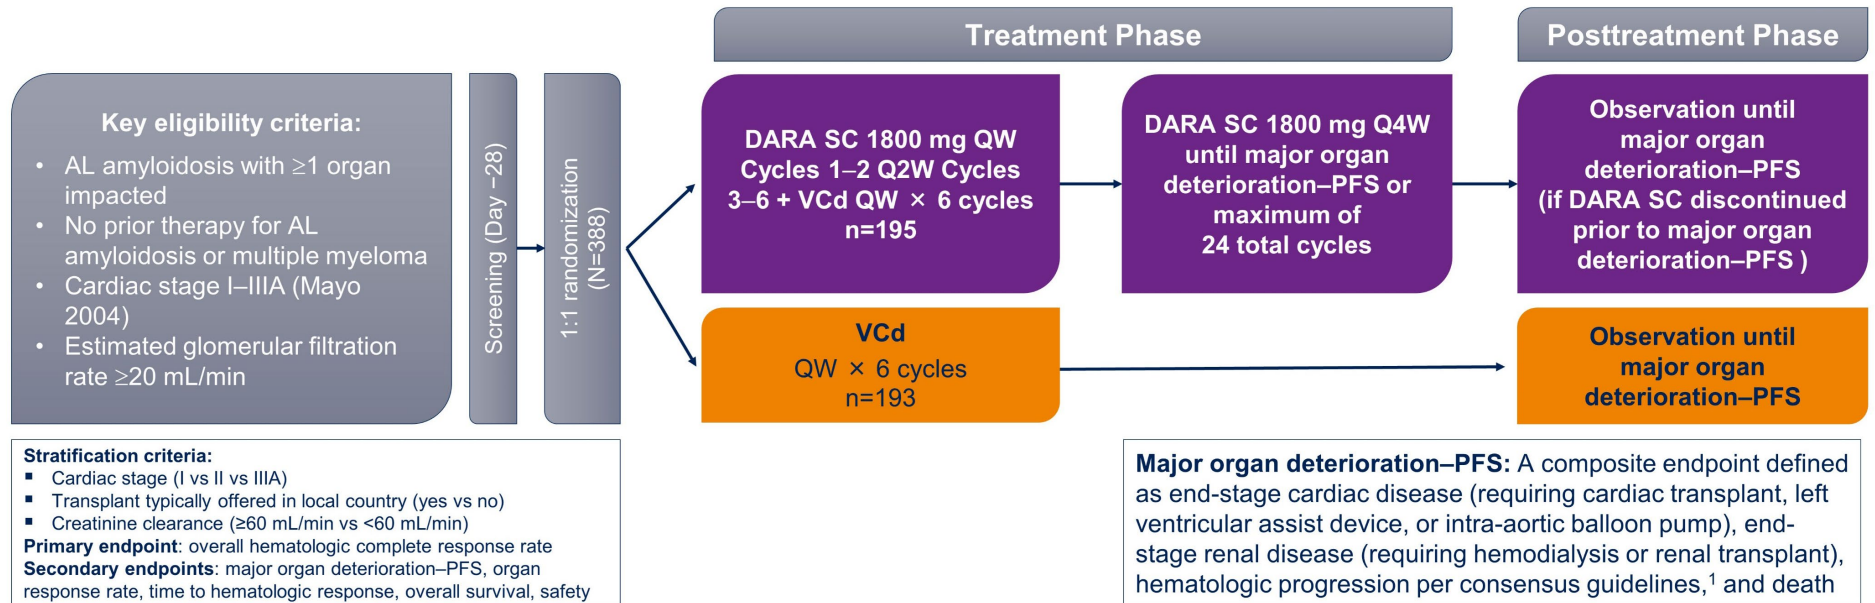 Treatment Phase
Posttreatment Phase
Key eligibility criteria:
• AL amyloidosis with ≥1 organ
impacted
• No prior therapy for AL
amyloidosis or multiple myeloma
• Cardiac stage I–IIIA (Mayo
2004)
• Estimated glomerular filtration
rate ≥20 mL/min
Screening (Day −28)
1:1 randomization
(N=388)
DARA SC 1800 mg QW
Cycles 1–2 Q2W Cycles
3–6 + VCd QW × 6 cycles
n=195
DARA SC 1800 mg Q4W
until major organ
deterioration–PFS or
maximum of
24 total cycles
Observation until
major organ
deterioration–PFS
(if DARA SC discontinued
prior to major organ
deterioration–PFS )
VCd
QW × 6 cycles
n=193
Observation until
major organ
deterioration–PFS
Stratification criteria:
▪ Cardiac stage (I vs II vs IIIA)
▪ Transplant typically offered in local country (yes vs no)
▪ Creatinine clearance (≥60 mL/min vs <60 mL/min)
Primary endpoint: overall hematologic complete response rate
Secondary endpoints: major organ deterioration–PFS, organ
response rate, time to hematologic response, overall survival, safety
Major organ deterioration–PFS: A composite endpoint defined
as end-stage cardiac disease (requiring cardiac transplant, left
ventricular assist device, or intra-aortic balloon pump), end-
stage renal disease (requiring hemodialysis or renal transplant),
hematologic progression per consensus guidelines,¹ and death